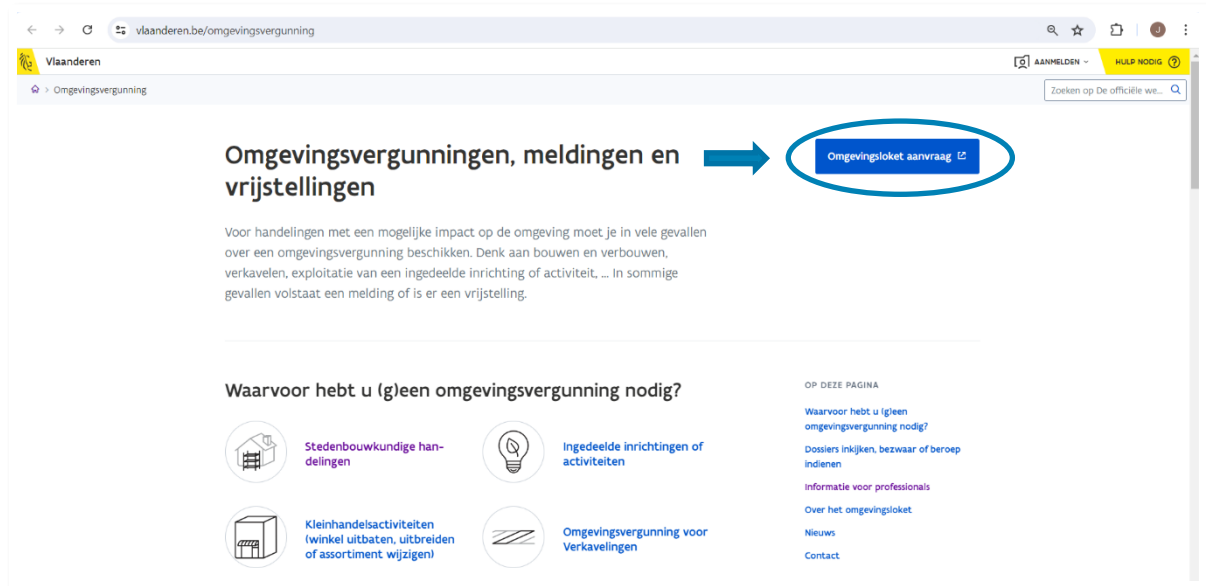 vlaanderen.be/omgevingsvergunning
J
Vlaanderen
AANMELDEN
HULP NODIG ?
> Omgevingsvergunning
Zoeken op De officiële we...
Omgevingsvergunningen, meldingen en
vrijstellingen
Omgevingsloket aanvraag
Voor handelingen met een mogelijke impact op de omgeving moet je in vele gevallen
over een omgevingsvergunning beschikken. Denk aan bouwen en verbouwen,
verkavelen, exploitatie van een ingedeelde inrichting of activiteit, ... In sommige
gevallen volstaat een melding of is er een vrijstelling.
Waarvoor hebt u (g)een omgevingsvergunning nodig?
Stedenbouwkundige han-
delingen
Ingedeelde inrichtingen of
activiteiten
Kleinhandelsactiviteiten
(winkel uitbaten, uitbreiden
of assortiment wijzigen)
Omgevingsvergunning voor
Verkavelingen
OP DEZE PAGINA
Waarvoor hebt u (g)een
omgevingsvergunning nodig?
Dossiers inkijken, bezwaar of beroep
indienen
Informatie voor professionals
Over het omgevingsloket
Nieuws
Contact